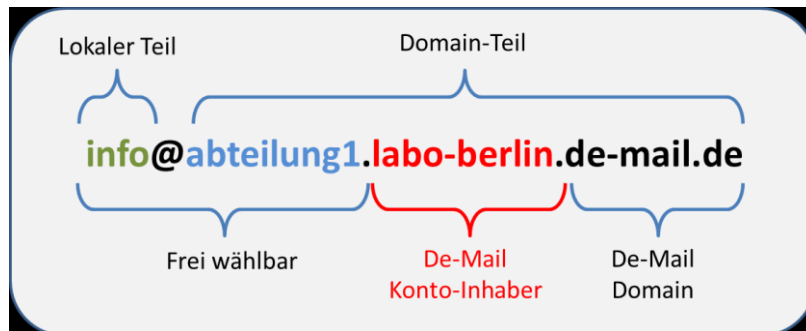 Lokaler Teil
Domain-Teil
info@abteilung1.labo-berlin.de-mail.de
Frei wählbar
De-Mail
Konto-Inhaber
De-Mail
Domain